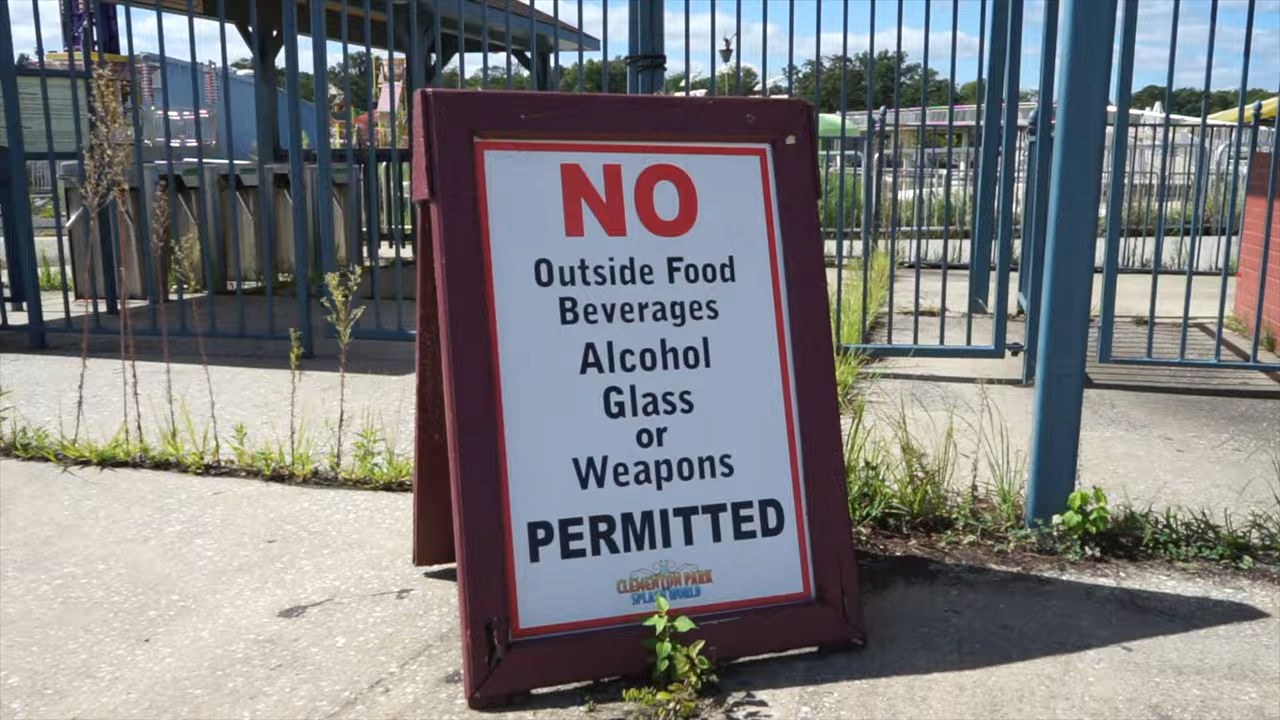 NO
Outside Food
Beverages
Alcohol
Glass
or
Weapons
PERMITTED
CLEMENTON PARK
SPLASH WORLD